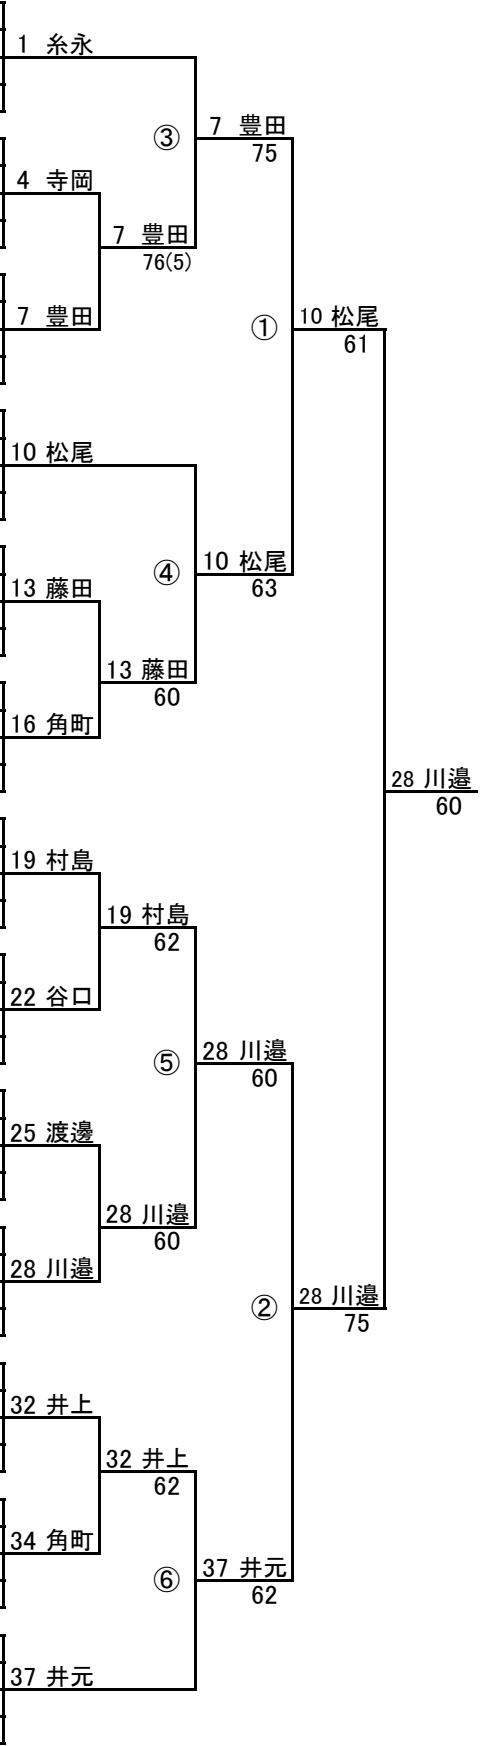 1 糸永
7 豊田
③
75
4 寺岡
7 豊田
76(5)
7 豊田
10 松尾
①
61
10 松尾
10 松尾
④
63
13 藤田
13 藤田
60
16 角町
28 川邉
60
19 村島
19 村島
62
22 谷口
28 川邉
⑤
60
25 渡邊
28 川邉
60
28 川邉
28 川邉
②
75
32 井上
32 井上
62
34 角町
37 井元
⑥
62
37 井元